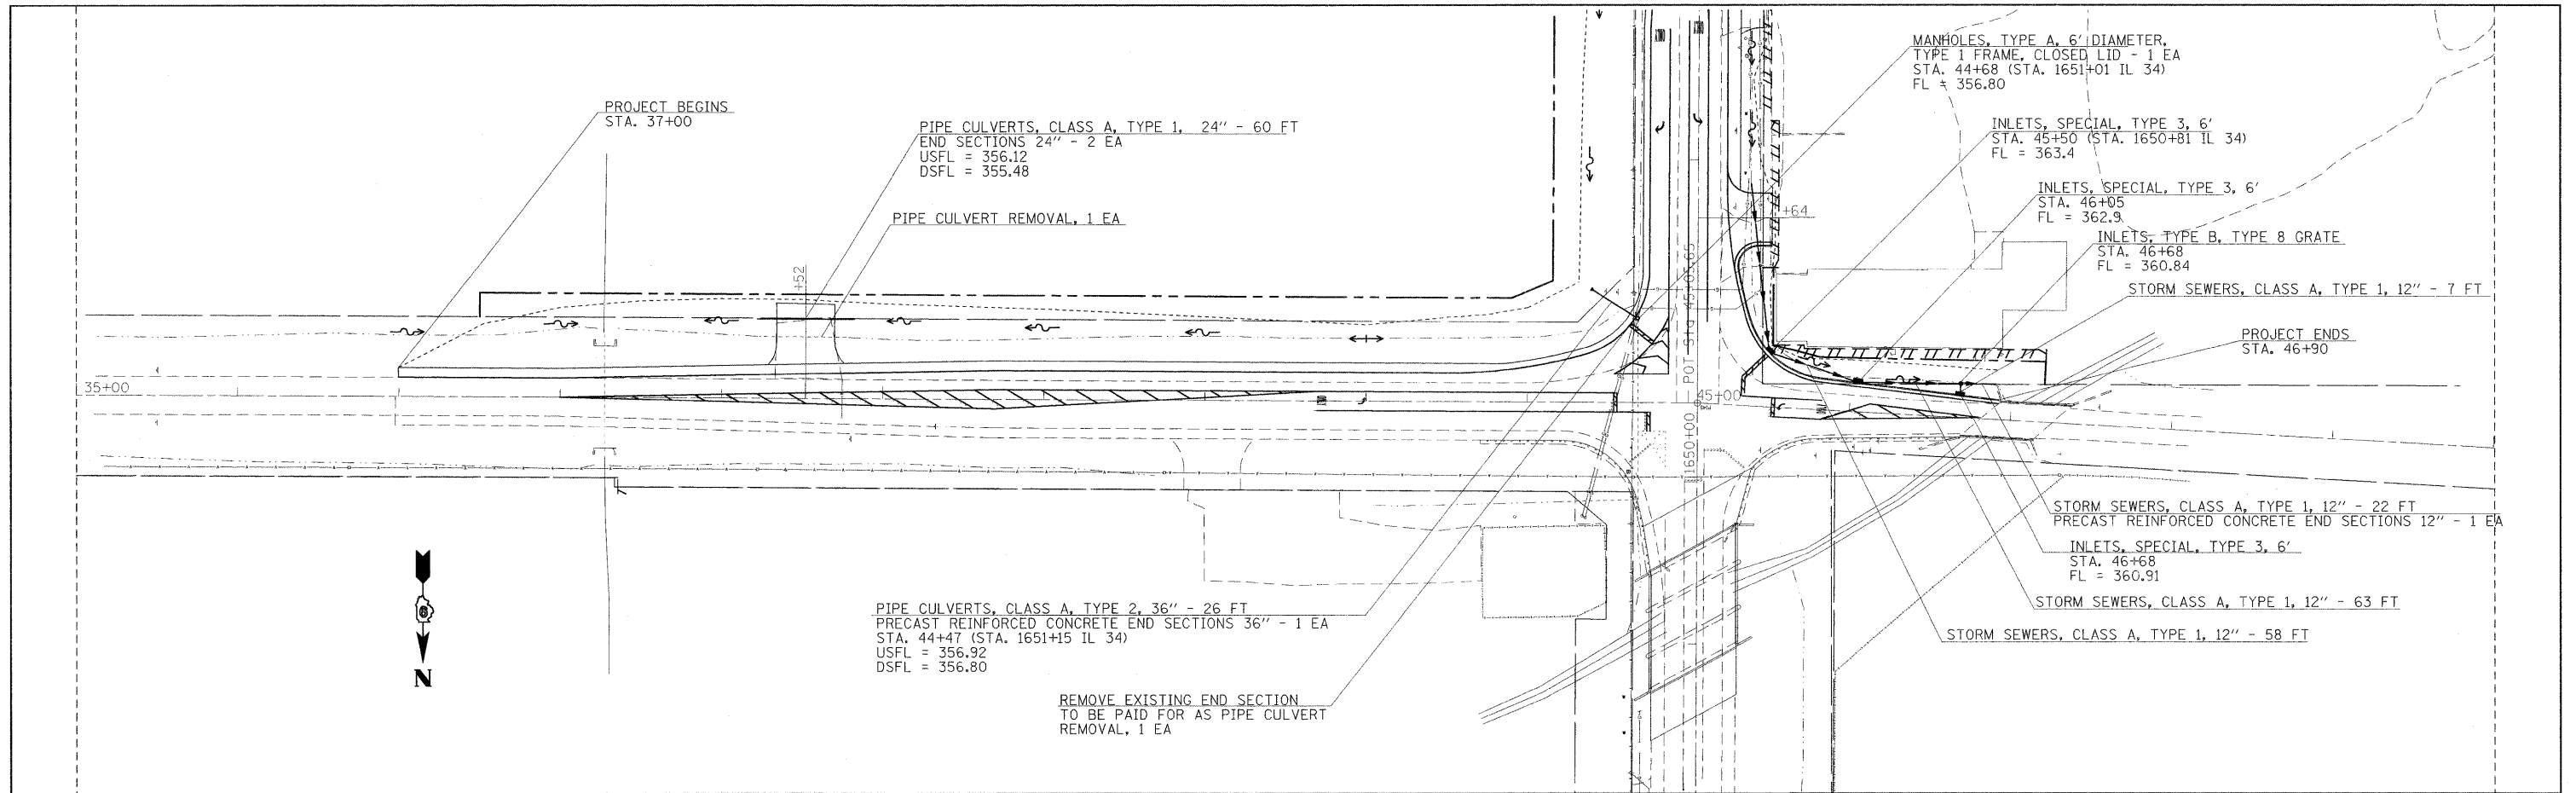 PROJECT BEGINS
STA. 37+00
PIPE CULVERTS, CLASS A, TYPE 1, 24" - 60 FT
END SECTIONS 24" - 2 EA
USFL = 356.12
DSFL = 355.48
PIPE CULVERT REMOVAL, 1 EA
MANHOLES, TYPE A, 6' DIAMETER,
TYPE 1 FRAME, CLOSED LID - 1 EA
STA. 44+68 (STA. 1651+01 IL 34)
FL = 356.80
INLETS, SPECIAL, TYPE 3, 6'
STA. 45+50 (STA. 1650+81 IL 34)
FL = 363.4
INLETS, SPECIAL, TYPE 3, 6'
STA. 46+05
FL = 362.9
INLETS, TYPE B, TYPE 8 GRATE
STA. 46+68
FL = 360.84
STORM SEWERS, CLASS A, TYPE 1, 12" - 7 FT
PROJECT ENDS
STA. 46+90
+64
+52
POT Sta 45+05.65
35+00
45+00
1650+00
STORM SEWERS, CLASS A, TYPE 1, 12" - 22 FT
PRECAST REINFORCED CONCRETE END SECTIONS 12" - 1 EA
INLETS, SPECIAL, TYPE 3, 6'
STA. 46+68
FL = 360.91
STORM SEWERS, CLASS A, TYPE 1, 12" - 63 FT
STORM SEWERS, CLASS A, TYPE 1, 12" - 58 FT
PIPE CULVERTS, CLASS A, TYPE 2, 36" - 26 FT
PRECAST REINFORCED CONCRETE END SECTIONS 36" - 1 EA
STA. 44+47 (STA. 1651+15 IL 34)
USFL = 356.92
DSFL = 356.80
REMOVE EXISTING END SECTION
TO BE PAID FOR AS PIPE CULVERT
REMOVAL, 1 EA
6
N